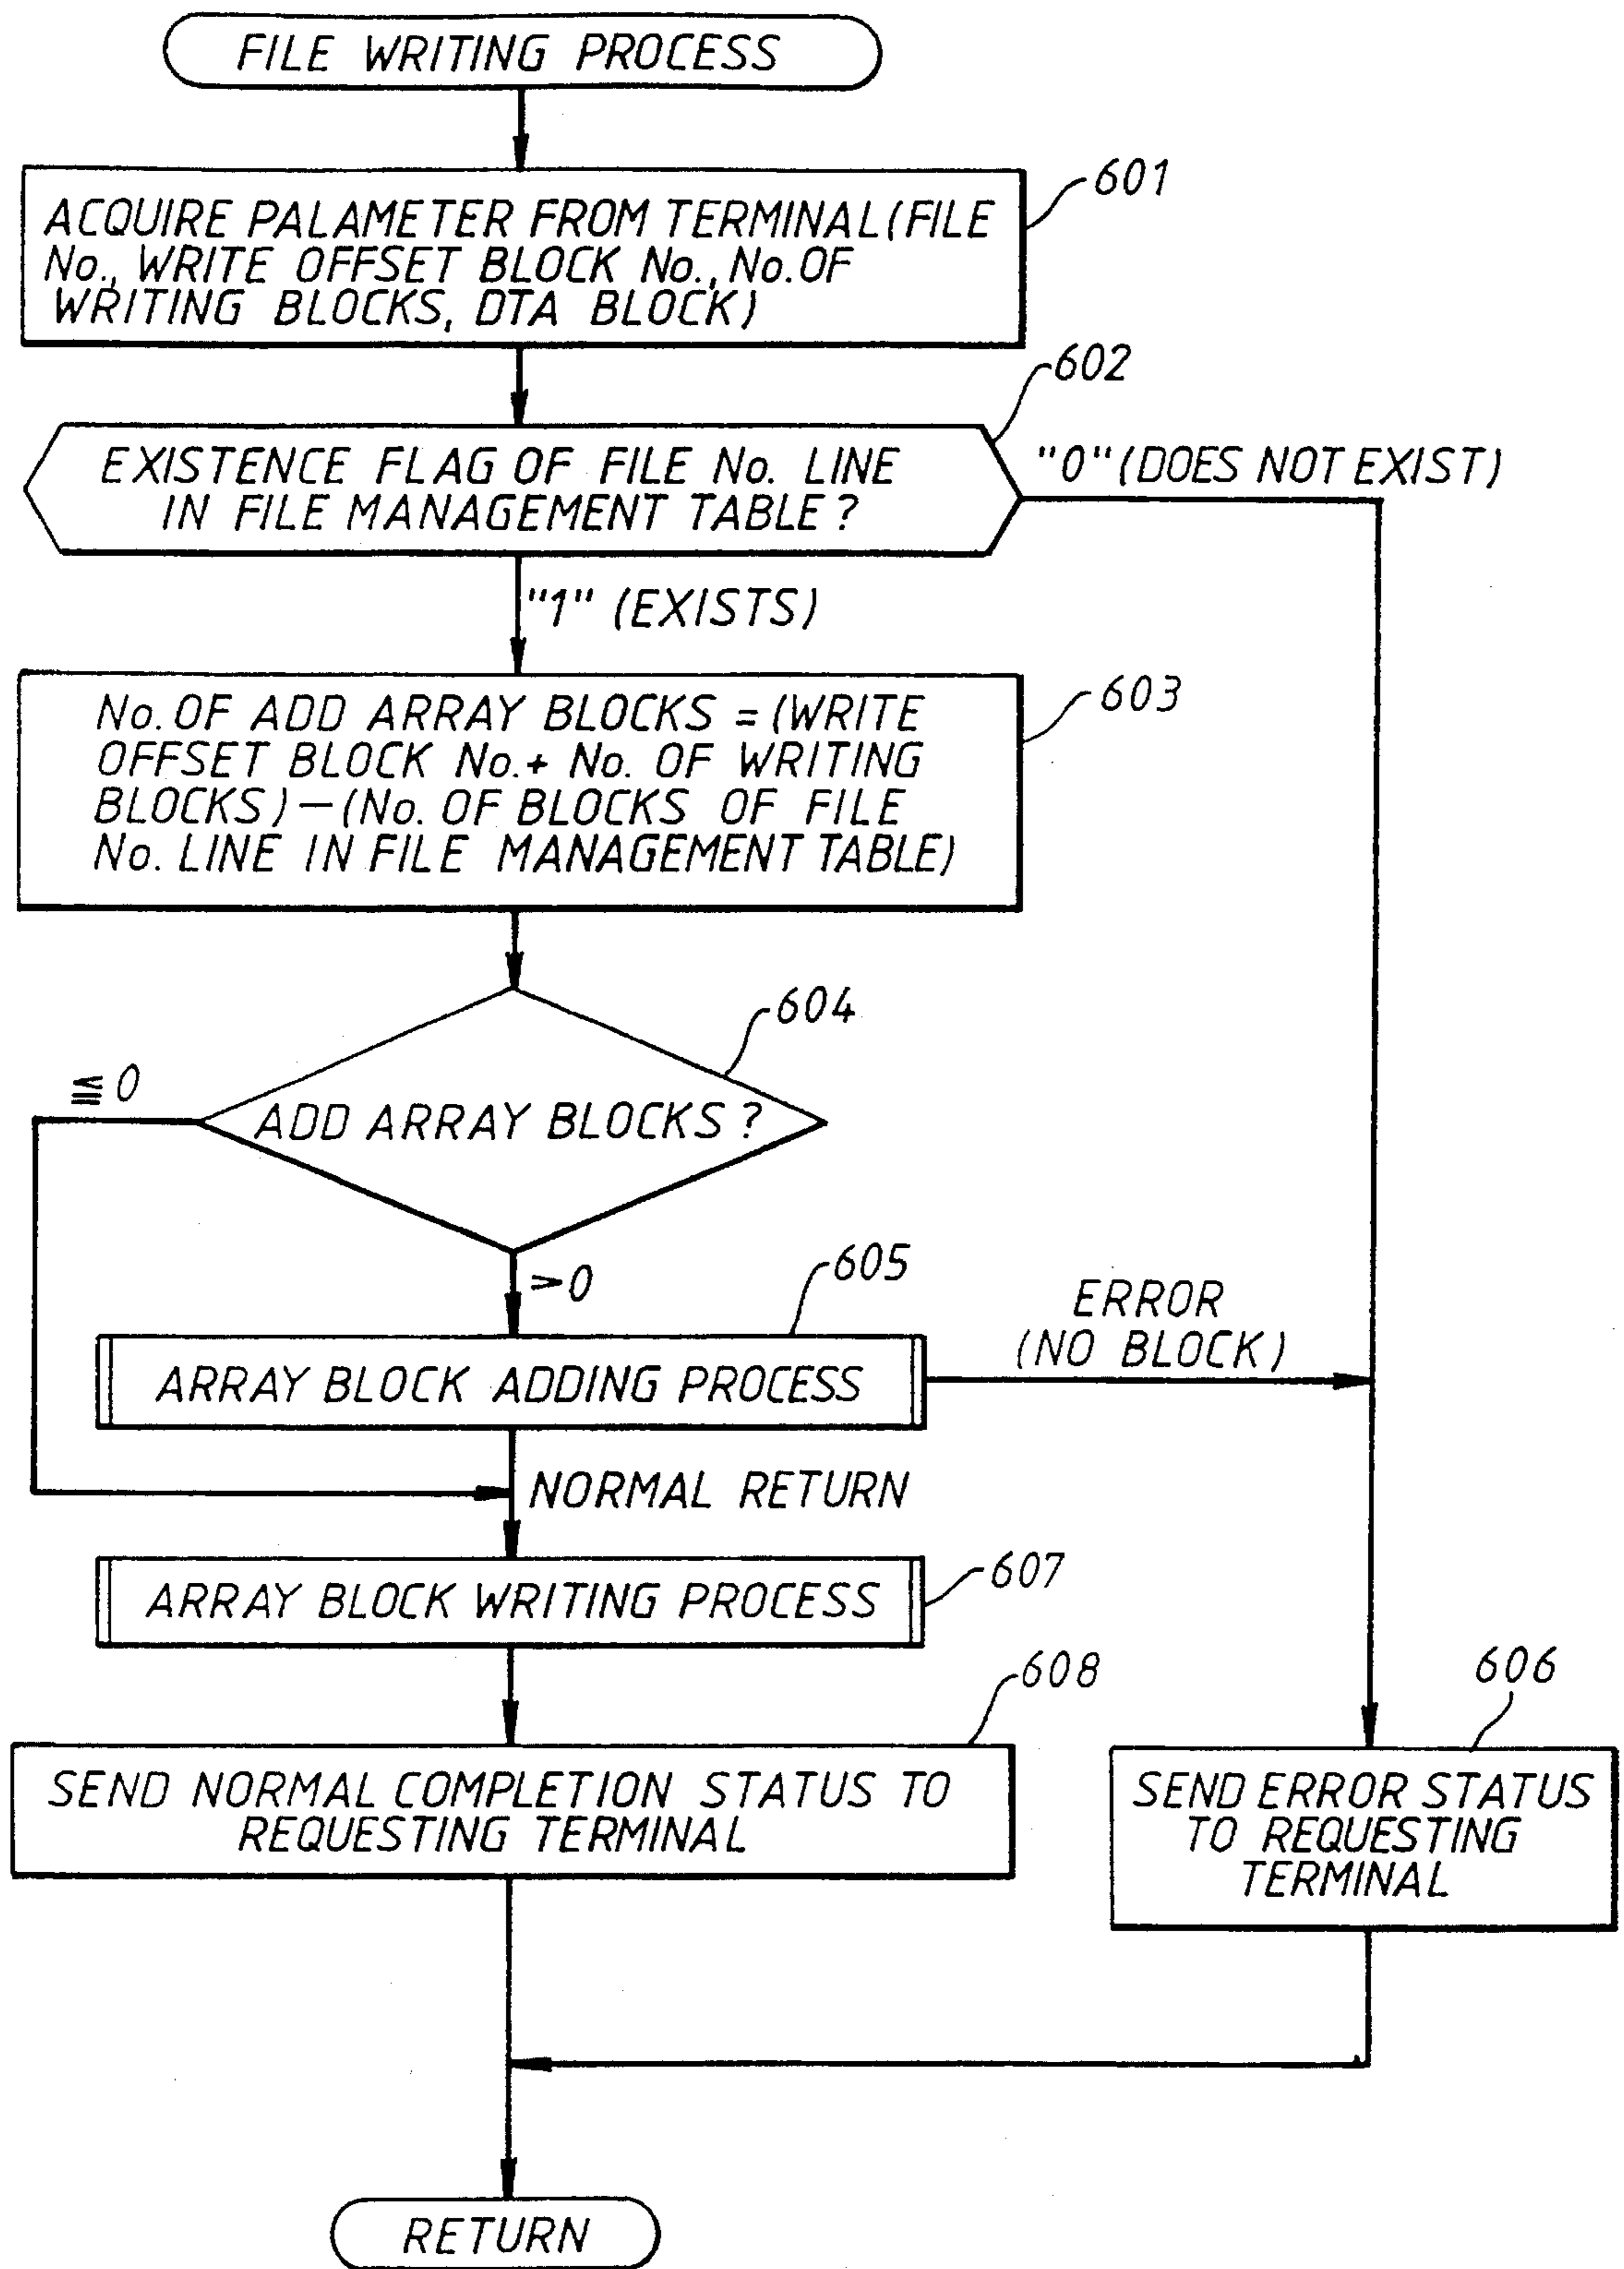 FILE WRITING PROCESS
601
ACQUIRE PALAMETER FROM TERMINAL(FILE
No., WRITE OFFSET BLOCK No., No.OF
WRITING BLOCKS, DTA BLOCK)
602
EXISTENCE FLAG OF FILE No. LINE
IN FILE MANAGEMENT TABLE?
"0"(DOES NOT EXIST)
"1" (EXISTS)
603
No.OF ADD ARRAY BLOCKS =(WRITE
OFFSET BLOCK No.+ No. OF WRITING
BLOCKS)-(No. OF BLOCKS OF FILE
No. LINE IN FILE MANAGEMENT TABLE)
604
≦0
ADD ARRAY BLOCKS?
>0
605
ERROR
(NO BLOCK)
ARRAY BLOCK ADDING PROCESS
NORMAL RETURN
607
ARRAY BLOCK WRITING PROCESS
608
606
SEND NORMAL COMPLETION STATUS TO
REQUESTING TERMINAL
SEND ERROR STATUS
TO REQUESTING
TERMINAL
RETURN